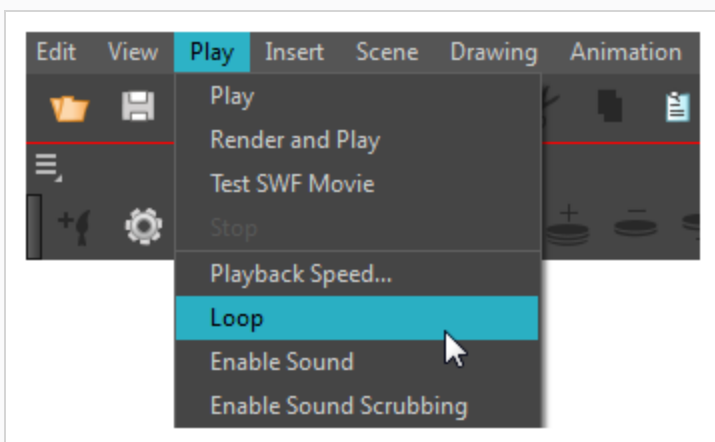 Edit View Play Insert Scene Drawing Animation
Play
Render and Play
Test SWF Movie
Stop
Playback Speed...
Loop
Enable Sound
Enable Sound Scrubbing